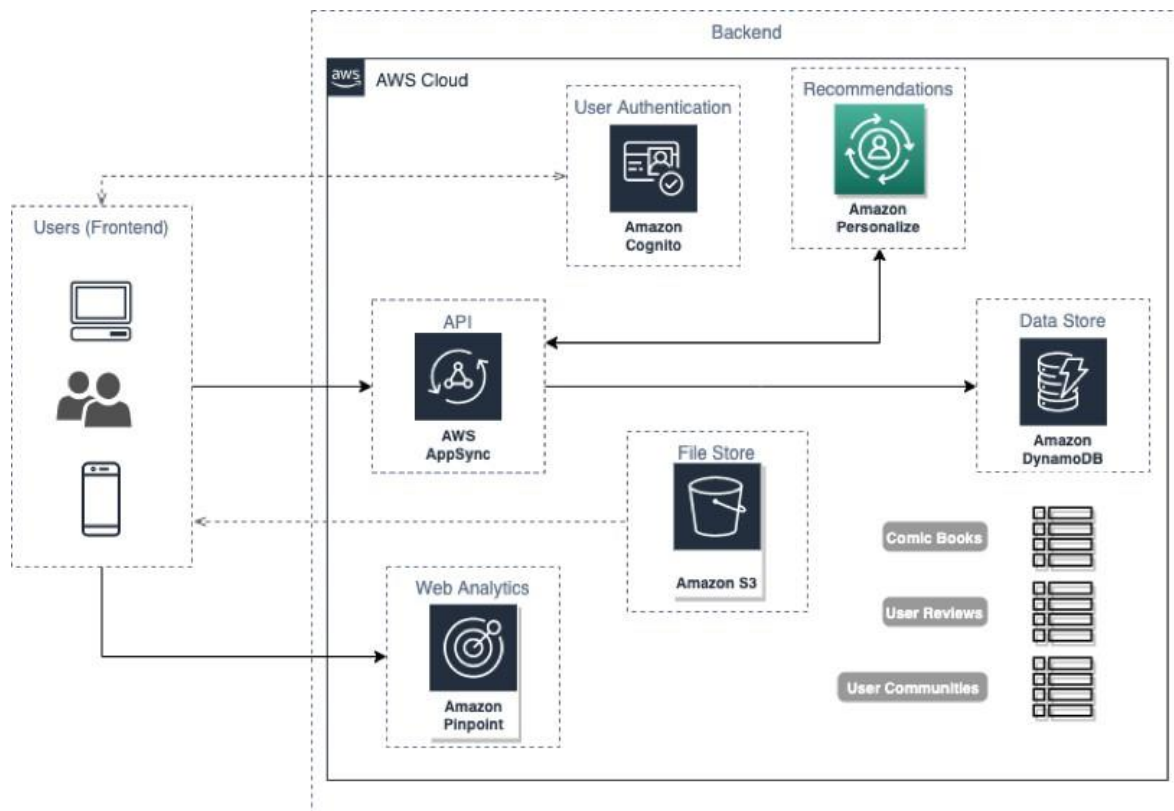 Backend
aws
AWS Cloud
User Authentication
Amazon
Cognito
Recommendations
Amazon
Personalize
Users (Frontend)
API
AWS
AppSync
Data Store
Amazon
DynamoDB
File Store
Amazon S3
Web Analytics
Amazon
Pinpoint
Comic Books
User Reviews
User Communities